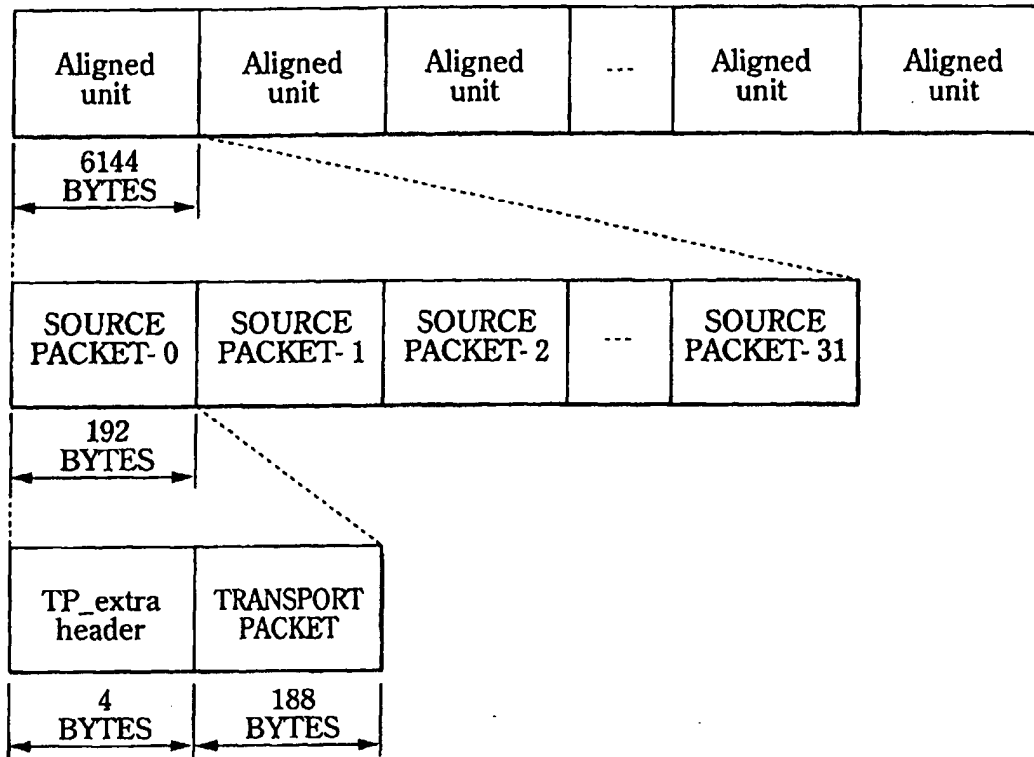 Aligned unit
Aligned unit
Aligned unit
---
Aligned unit
Aligned unit
6144 BYTES
SOURCE PACKET- 0
SOURCE PACKET- 1
SOURCE PACKET- 2
---
SOURCE PACKET- 31
192 BYTES
TP_extra header
TRANSPORT PACKET
4 BYTES
188 BYTES